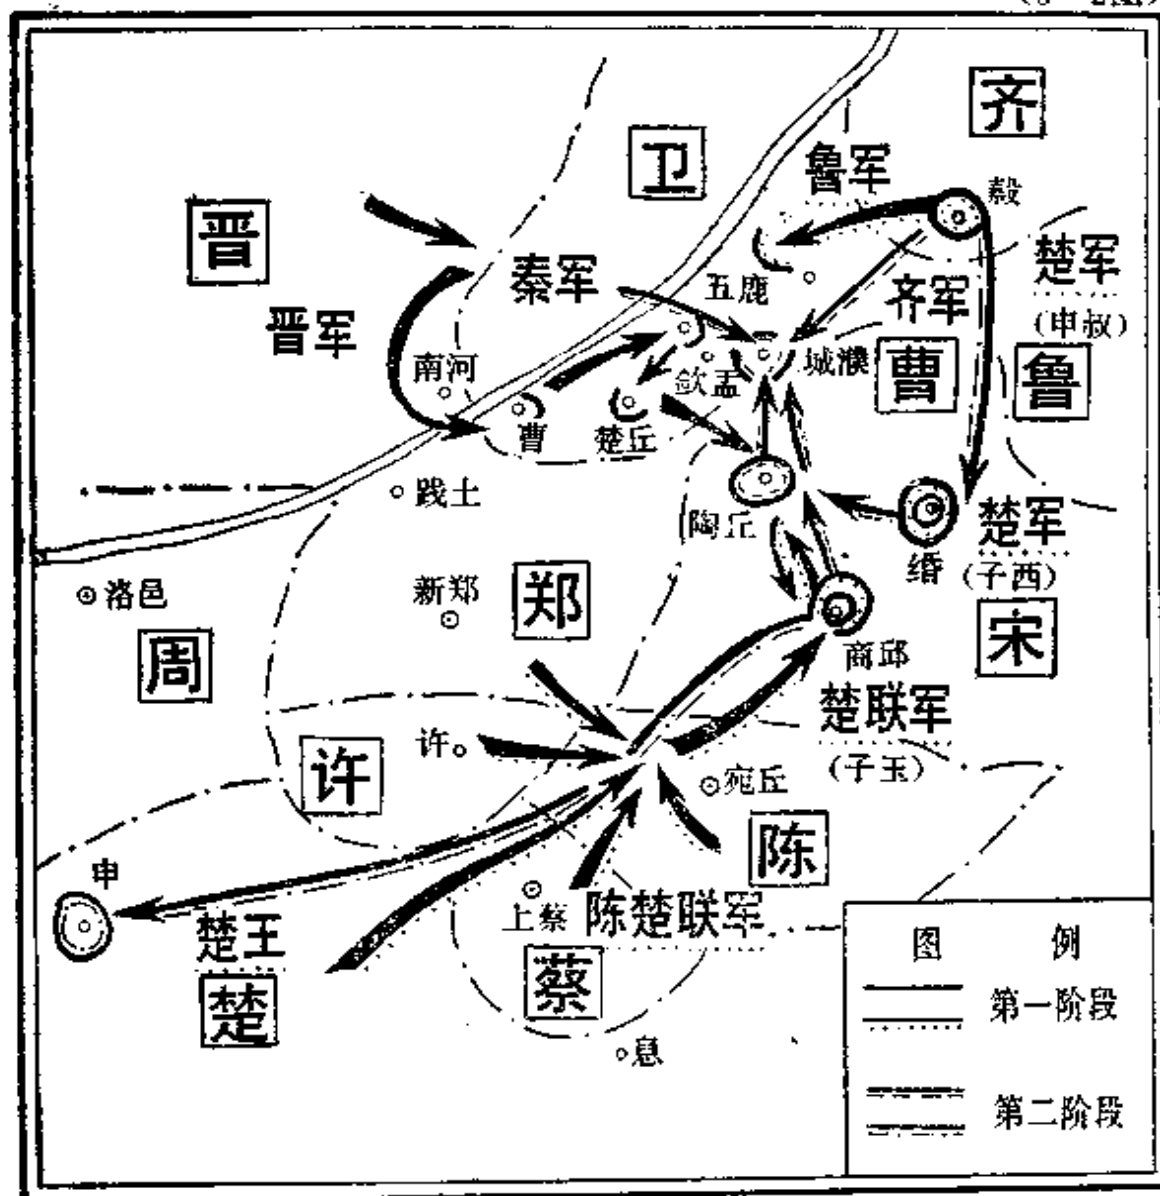 齐
卫
鲁军
毂
晋
楚军
秦军
五鹿
齐军
(申叔)
晋军
南河
敛盂
城濮
曹
鲁
曹
楚丘
践土
陶丘
楚军
缗
(子西)
洛邑
新郑
郑
宋
周
商邱
楚联军
许
许
(子玉)
宛丘
陈
申
楚王
上蔡
陈楚联军
楚
蔡
息
图 例
第一阶段
第二阶段